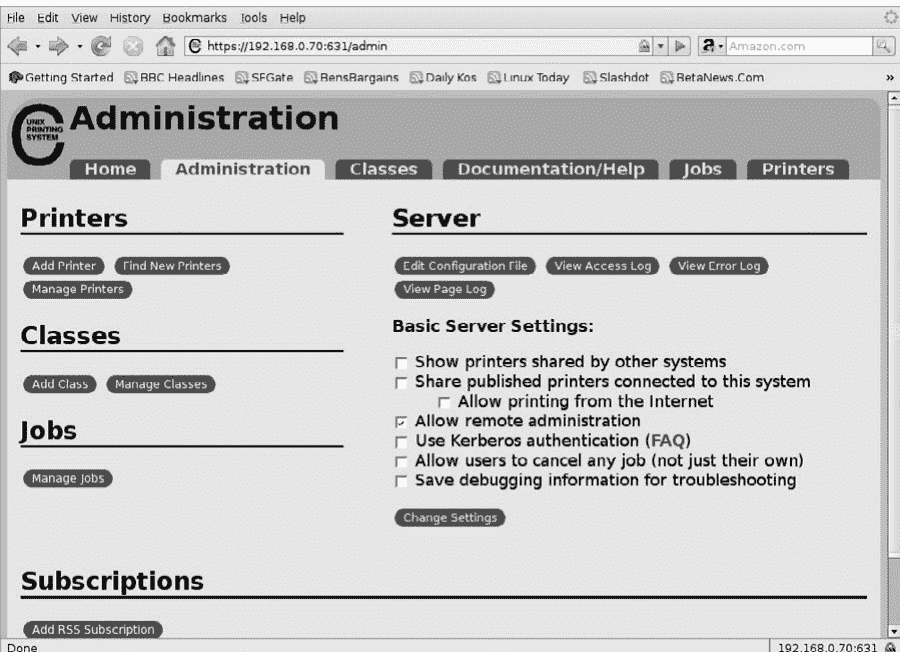 File Edit View History Bookmarks Tools Help
https://192.168.0.70:631/admin
Amazon.com
Getting Started BBC Headlines SFGate BensBargains Daily Kos Linux Today Slashdot BetaNews.Com »
UNIX
PRINTING
SYSTEM
Administration
Home Administration Classes Documentation/Help Jobs Printers
Printers
Add Printer Find New Printers
Manage Printers
Classes
Add Class Manage Classes
Jobs
Manage Jobs
Server
Edit Configuration File View Access Log View Error Log
View Page Log
Basic Server Settings:
Show printers shared by other systems
Share published printers connected to this system
Allow printing from the Internet
Allow remote administration
Use Kerberos authentication (FAQ)
Allow users to cancel any job (not just their own)
Save debugging information for troubleshooting
Change Settings
Subscriptions
Add RSS Subscription
Done 192.168.0.70:631